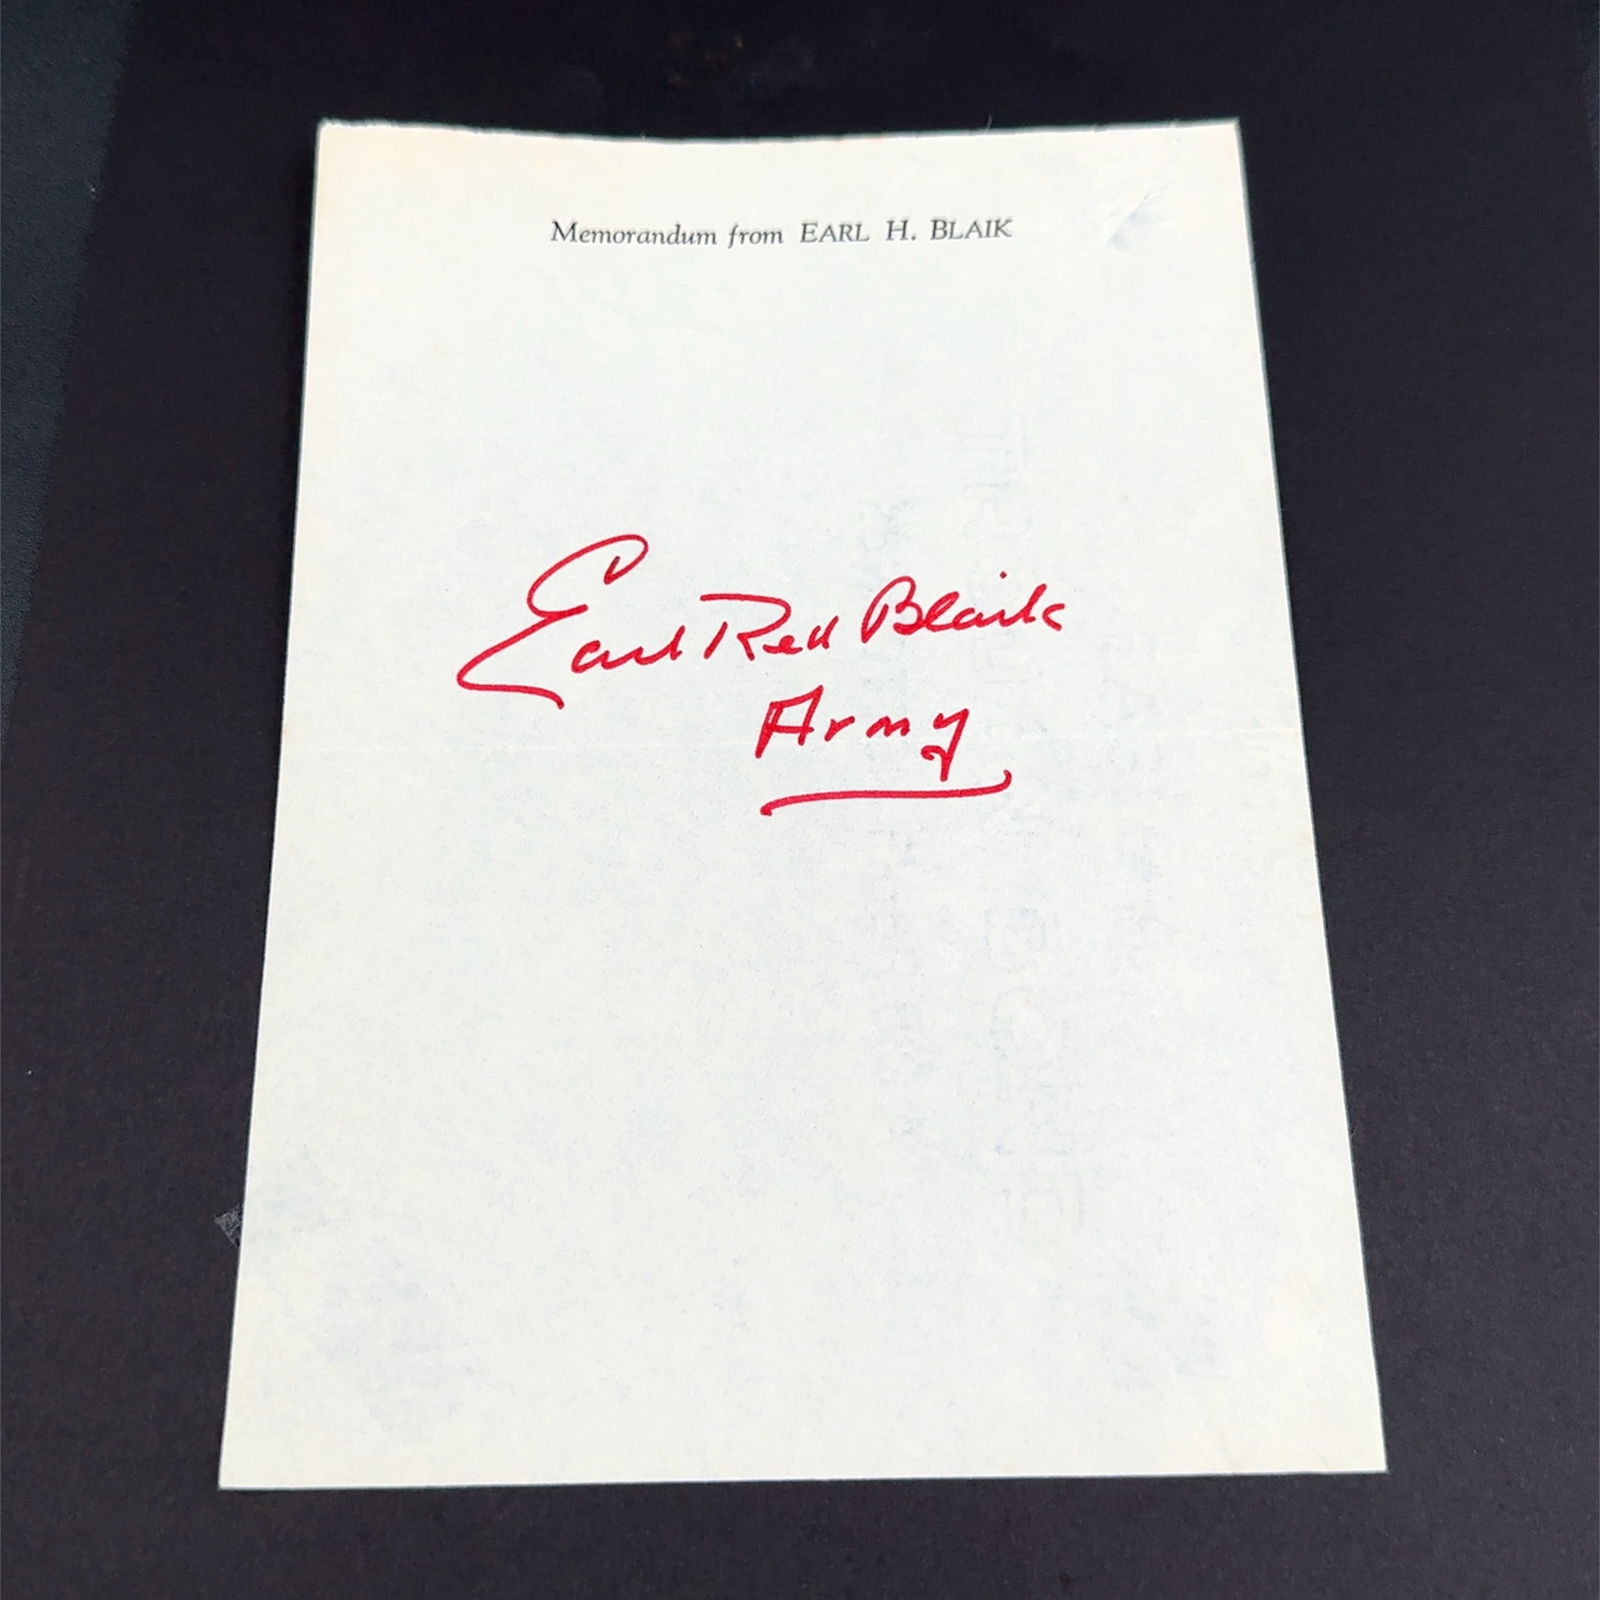 Memorandum from EARL H. BLAIK
Earl Red Blaik
Army